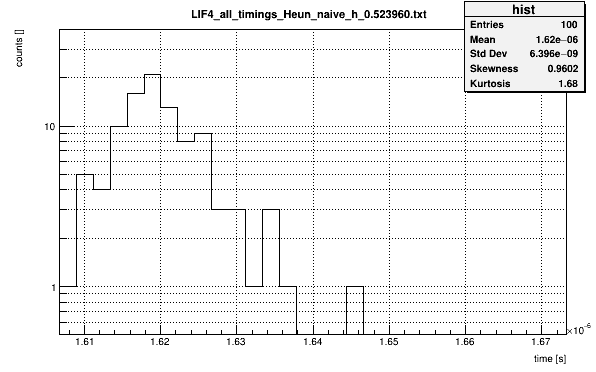 LIF4_all_timings_Heun_naive_h_0.523960.txt
hist
Entries 100
Mean 1.62e−06
Std Dev 6.396e−09
Skewness 0.9602
Kurtosis 1.68
counts []
10
1
1.61 1.62 1.63 1.64 1.65 1.66 1.67
×10⁻⁶
time [s]